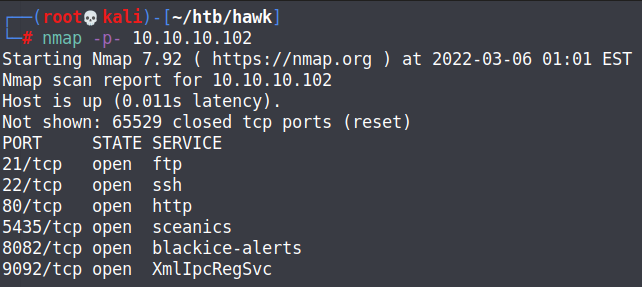 ┌──(root💀kali)-[~/htb/hawk]
└─# nmap -p- 10.10.10.102
Starting Nmap 7.92 ( https://nmap.org ) at 2022-03-06 01:01 EST
Nmap scan report for 10.10.10.102
Host is up (0.011s latency).
Not shown: 65529 closed tcp ports (reset)
PORT     STATE SERVICE
21/tcp   open  ftp
22/tcp   open  ssh
80/tcp   open  http
5435/tcp open  sceanics
8082/tcp open  blackice-alerts
9092/tcp open  XmlIpcRegSvc